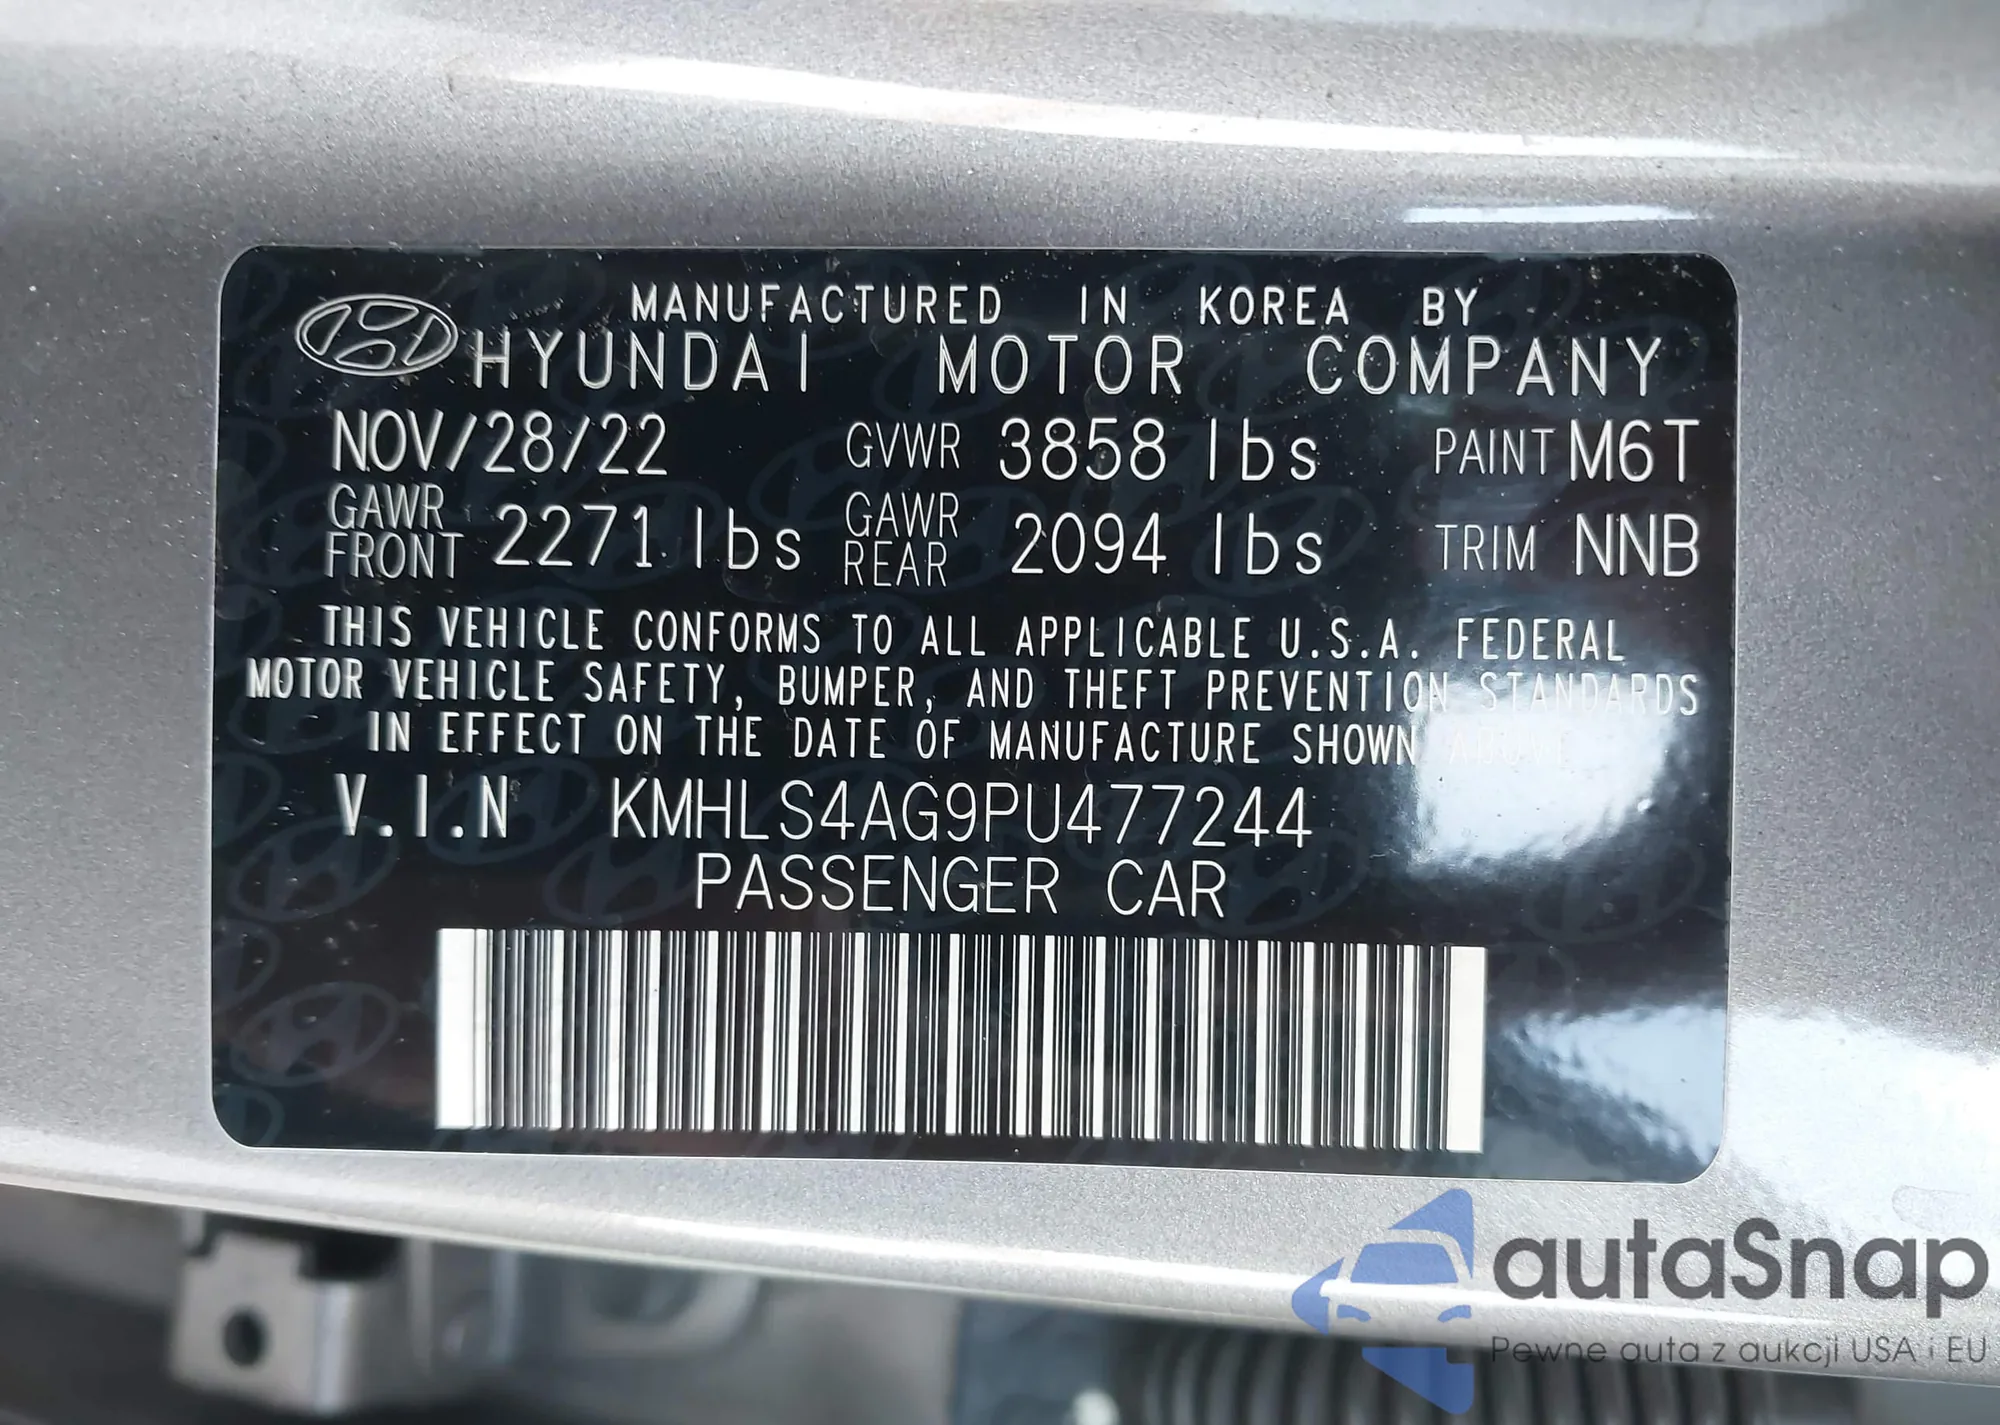 MANUFACTURED IN KOREA BY
HYUNDAI MOTOR COMPANY
NOV/28/22 GVWR 3858 lbs PAINT M6T
GAWR FRONT 2271 lbs GAWR REAR 2094 lbs TRIM NNB
THIS VEHICLE CONFORMS TO ALL APPLICABLE U.S.A. FEDERAL
MOTOR VEHICLE SAFETY, BUMPER, AND THEFT PREVENTION STANDARDS
IN EFFECT ON THE DATE OF MANUFACTURE SHOWN ABOVE
V.I.N KMHLS4AG9PU477244
PASSENGER CAR
autaSnap
Pewne auta z aukcji USA i EU